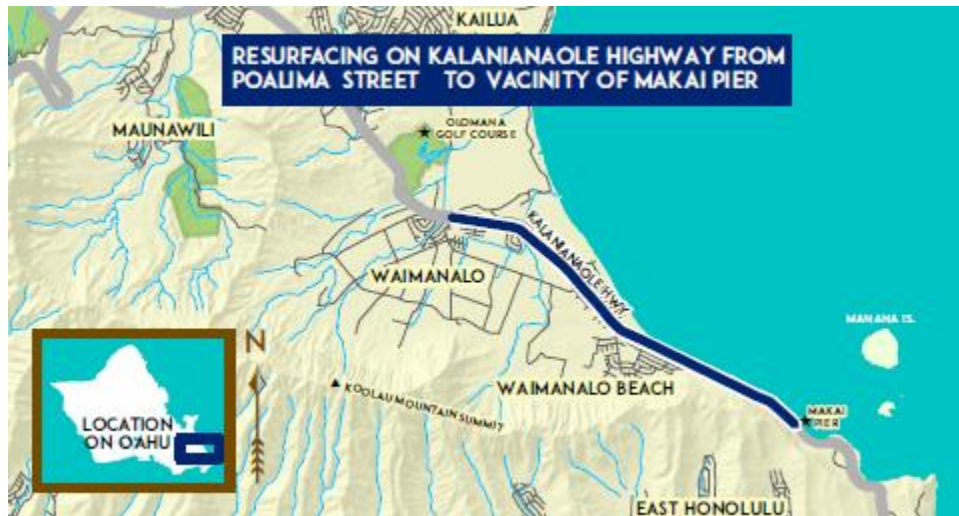 KAILUA
RESURFACING ON KALANIANAOLE HIGHWAY FROM
POALIMA STREET TO VACINITY OF MAKAI PIER
MAUNAWILI
OLOMANA
GOLF COURSE
KALANIANAOLE HWY
WAIMANALO
MANANA IS.
WAIMANALO BEACH
MAKAI
PIER
N
KOOLAU MOUNTAIN SUMMIT
LOCATION
ON O'AHU
EAST HONOLULU